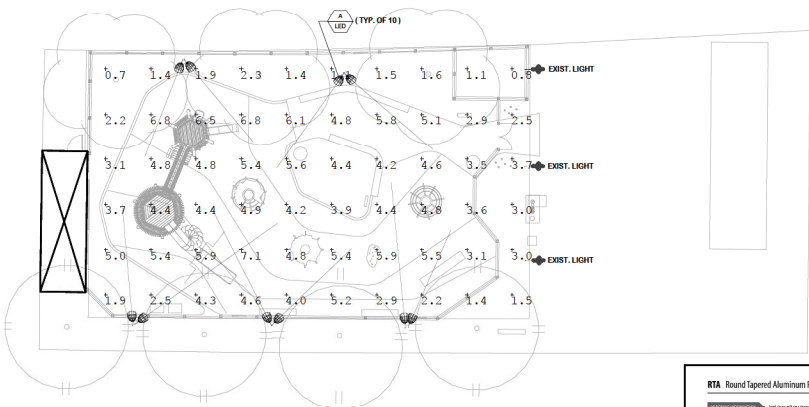 A
LED
( TYP. OF 10 )
0.7 1.4 1.9 2.3 1.4 1.5 1.6 1.1 0.8 EXIST. LIGHT
2.2 6.8 6.5 6.8 6.1 4.8 5.8 5.1 2.9 2.5
3.1 4.8 4.8 5.4 5.6 4.4 4.2 4.6 3.5 3.7 EXIST. LIGHT
3.7 4.4 4.4 4.9 4.2 3.9 4.4 4.8 3.6 3.0
5.0 5.4 5.9 7.1 4.8 5.4 5.9 5.5 3.1 3.0 EXIST. LIGHT
1.9 2.5 4.3 4.6 4.0 5.2 2.9 2.2 1.4 1.5
RTA Round Tapered Aluminum